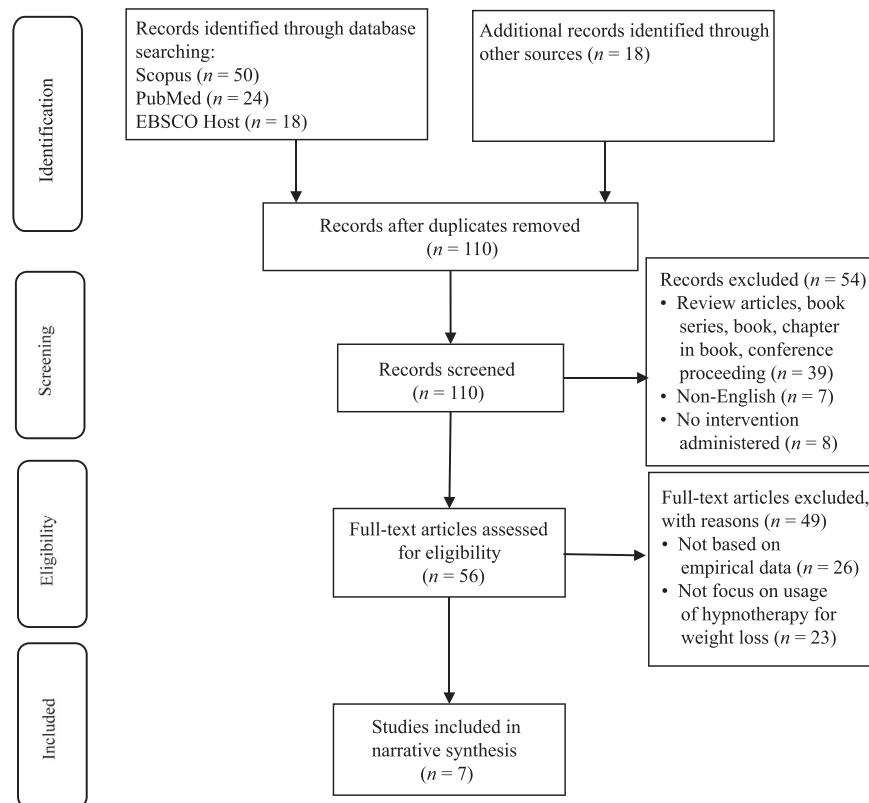 Identification
Records identified through database
searching:
Scopus (n = 50)
PubMed (n = 24)
EBSCO Host (n = 18)
Additional records identified through
other sources (n = 18)
Records after duplicates removed
(n = 110)
Screening
Records screened
(n = 110)
Records excluded (n = 54)
• Review articles, book
series, book, chapter
in book, conference
proceeding (n = 39)
• Non-English (n = 7)
• No intervention
administered (n = 8)
Eligibility
Full-text articles assessed
for eligibility
(n = 56)
Full-text articles excluded,
with reasons (n = 49)
• Not based on
empirical data (n = 26)
• Not focus on usage
of hypnotherapy for
weight loss (n = 23)
Included
Studies included in
narrative synthesis
(n = 7)